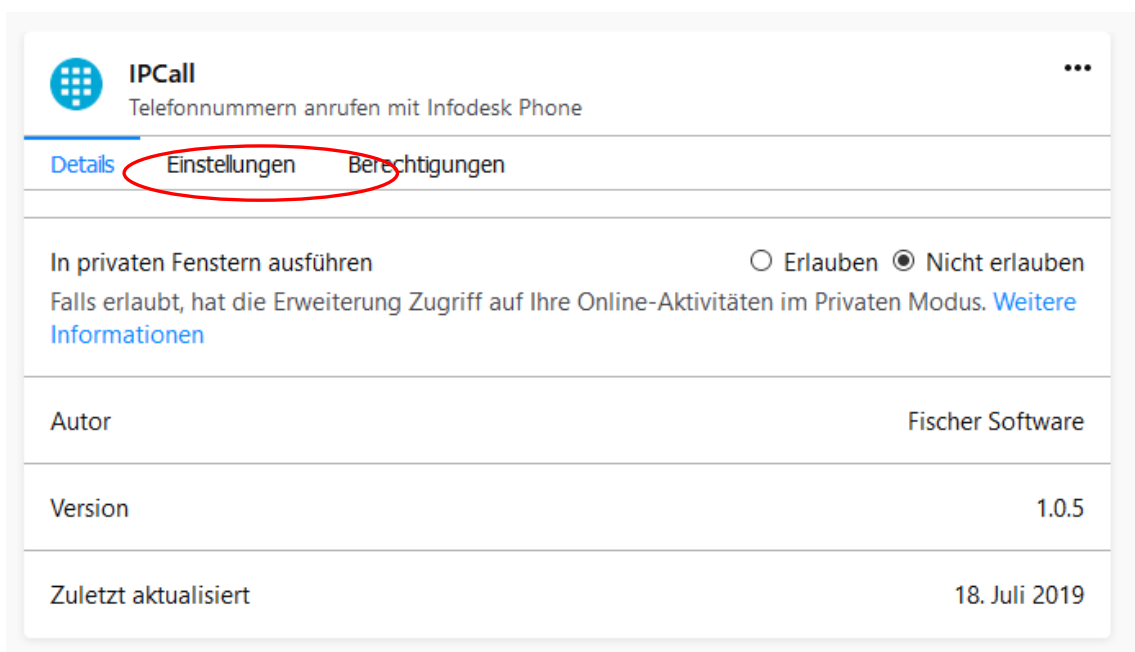 IPCall
Telefonnummern anrufen mit Infodesk Phone
Details Einstellungen Berechtigungen
In privaten Fenstern ausführen Erlauben Nicht erlauben
Falls erlaubt, hat die Erweiterung Zugriff auf Ihre Online-Aktivitäten im Privaten Modus. Weitere
Informationen
Autor Fischer Software
Version 1.0.5
Zuletzt aktualisiert 18. Juli 2019